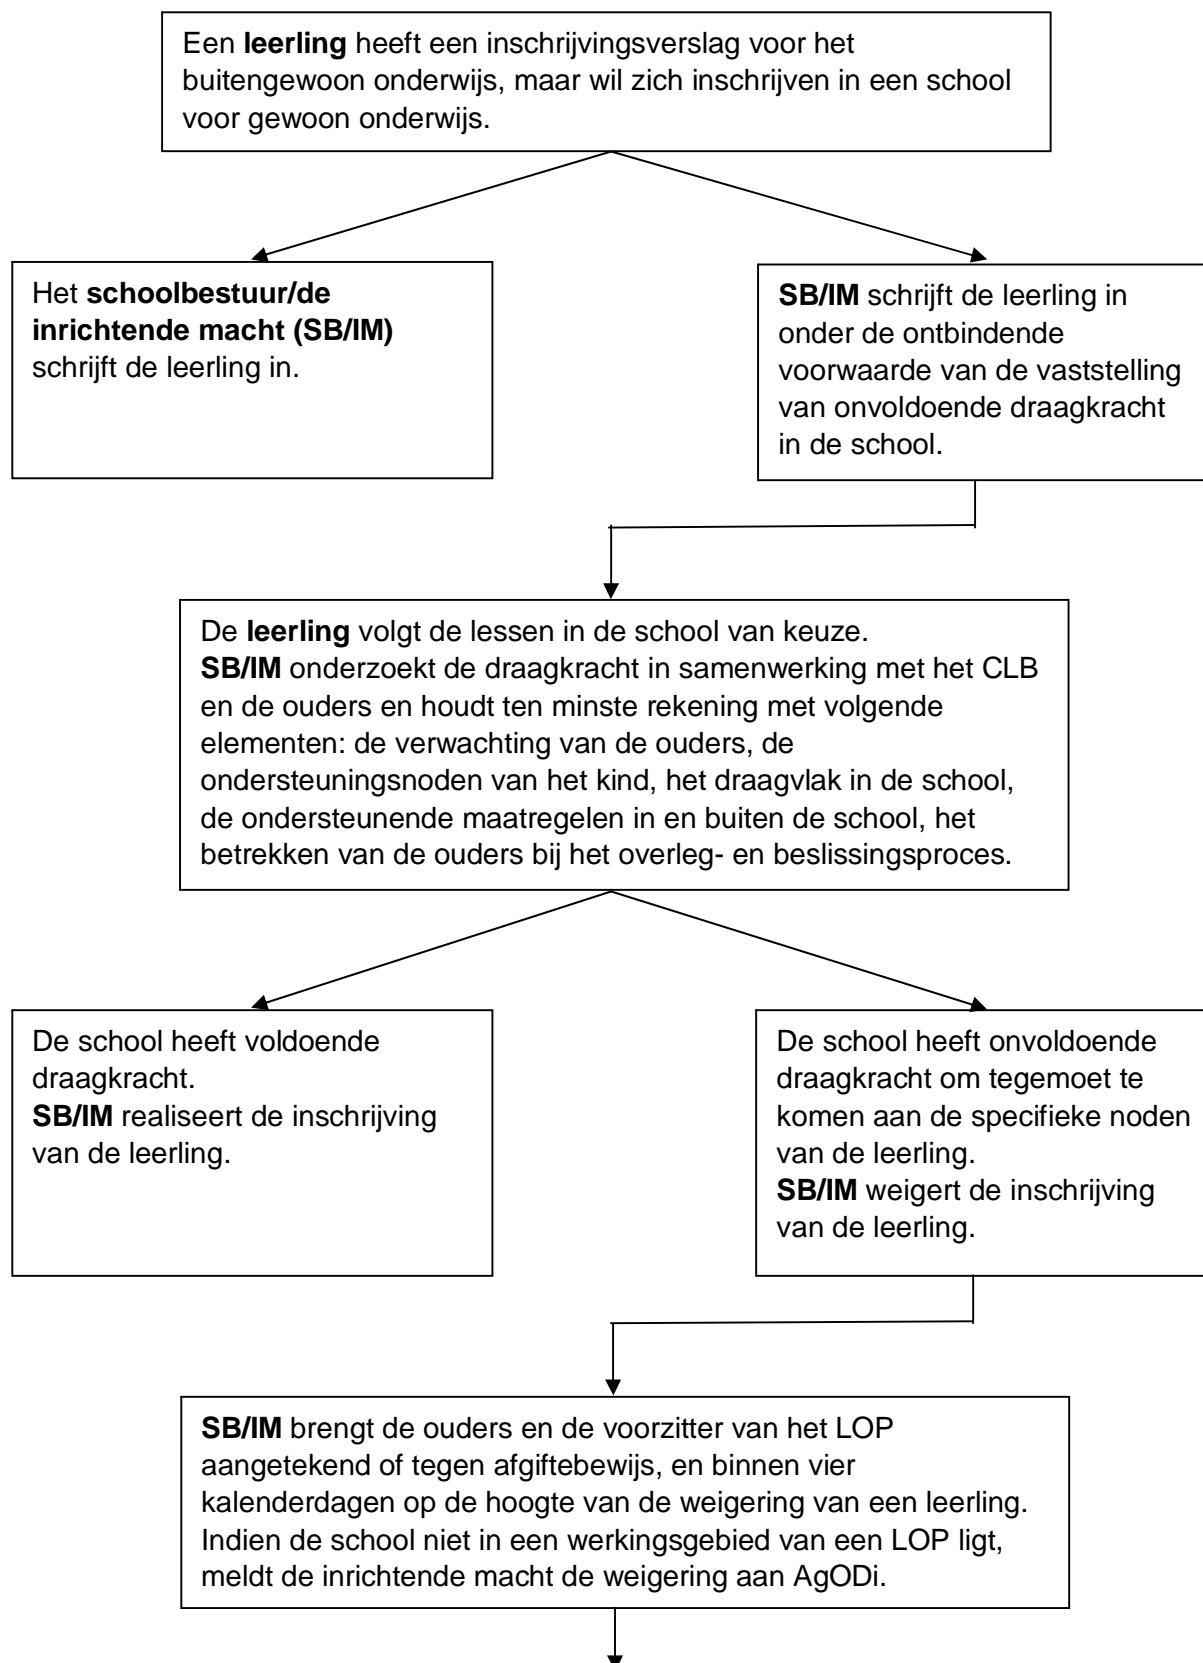 Een leerling heeft een inschrijvingsverslag voor het
buitengewoon onderwijs, maar wil zich inschrijven in een school
voor gewoon onderwijs.
Het schoolbestuur/de
inrichtende macht (SB/IM)
schrijft de leerling in.
SB/IM schrijft de leerling in
onder de ontbindende
voorwaarde van de vaststelling
van onvoldoende draagkracht
in de school.
De leerling volgt de lessen in de school van keuze.
SB/IM onderzoekt de draagkracht in samenwerking met het CLB
en de ouders en houdt ten minste rekening met volgende
elementen: de verwachting van de ouders, de
ondersteuningsnoden van het kind, het draagvlak in de school,
de ondersteunende maatregelen in en buiten de school, het
betrekken van de ouders bij het overleg- en beslissingsproces.
De school heeft voldoende
draagkracht.
SB/IM realiseert de inschrijving
van de leerling.
De school heeft onvoldoende
draagkracht om tegemoet te
komen aan de specifieke noden
van de leerling.
SB/IM weigert de inschrijving
van de leerling.
SB/IM brengt de ouders en de voorzitter van het LOP
aangetekend of tegen afgiftebewijs, en binnen vier
kalenderdagen op de hoogte van de weigering van een leerling.
Indien de school niet in een werkingsgebied van een LOP ligt,
meldt de inrichtende macht de weigering aan AgODi.